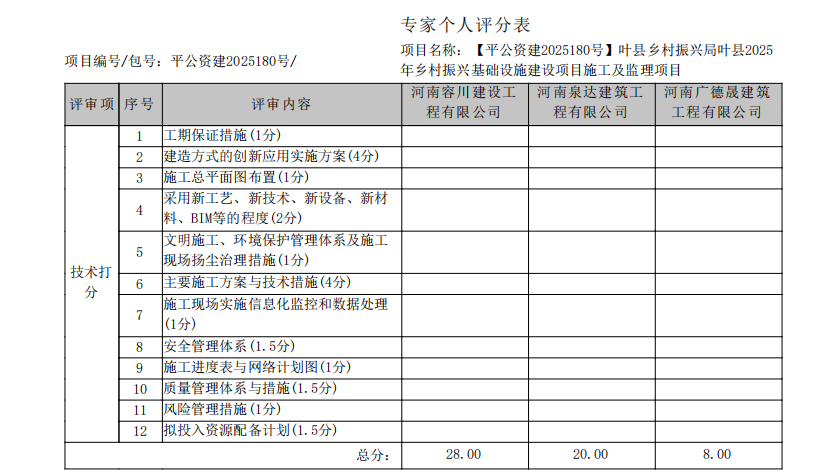 专家个人评分表
项目编号/包号：平公资建2025180号/
项目名称：【平公资建2025180号】叶县乡村振兴局叶县2025
年乡村振兴基础设施建设项目施工及监理项目
评审项 序号 评审内容 河南容川建设工程有限公司 河南泉达建筑工程有限公司 河南广德晟建筑工程有限公司
技术打分
1 工期保证措施(1分)
2 建造方式的创新应用实施方案(4分)
3 施工总平面图布置(1分)
4 采用新工艺、新技术、新设备、新材
料、BIM等的程度(2分)
5 文明施工、环境保护管理体系及施工
现场扬尘治理措施(1分)
6 主要施工方案与技术措施(4分)
7 施工现场实施信息化监控和数据处理
(1分)
8 安全管理体系(1.5分)
9 施工进度表与网络计划图(1分)
10 质量管理体系与措施(1.5分)
11 风险管理措施(1分)
12 拟投入资源配备计划(1.5分)
总分： 28.00 20.00 8.00